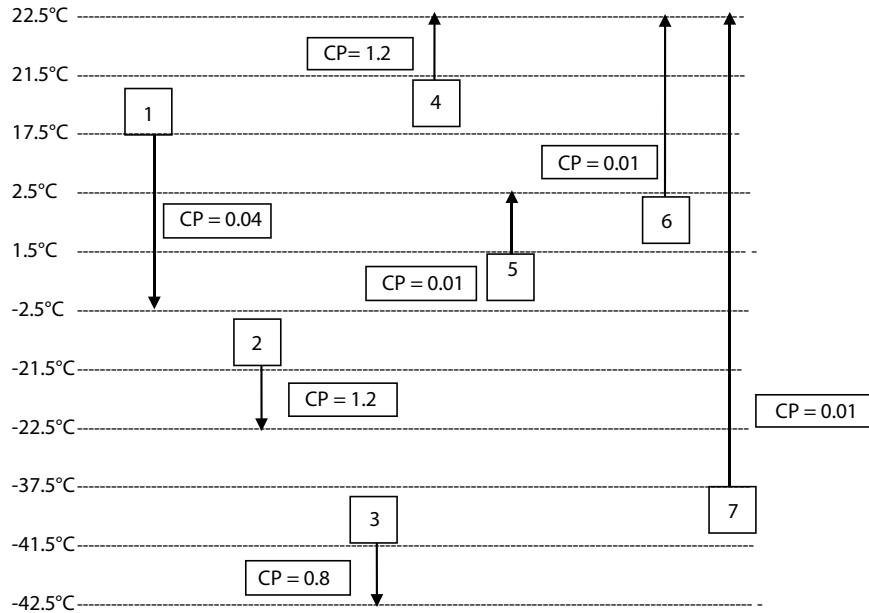 22.5°C
CP= 1.2
21.5°C
4
1
17.5°C
CP = 0.01
2.5°C
CP = 0.04
6
1.5°C
5
CP = 0.01
-2.5°C
2
-21.5°C
CP = 1.2
CP = 0.01
-22.5°C
-37.5°C
7
3
-41.5°C
CP = 0.8
-42.5°C